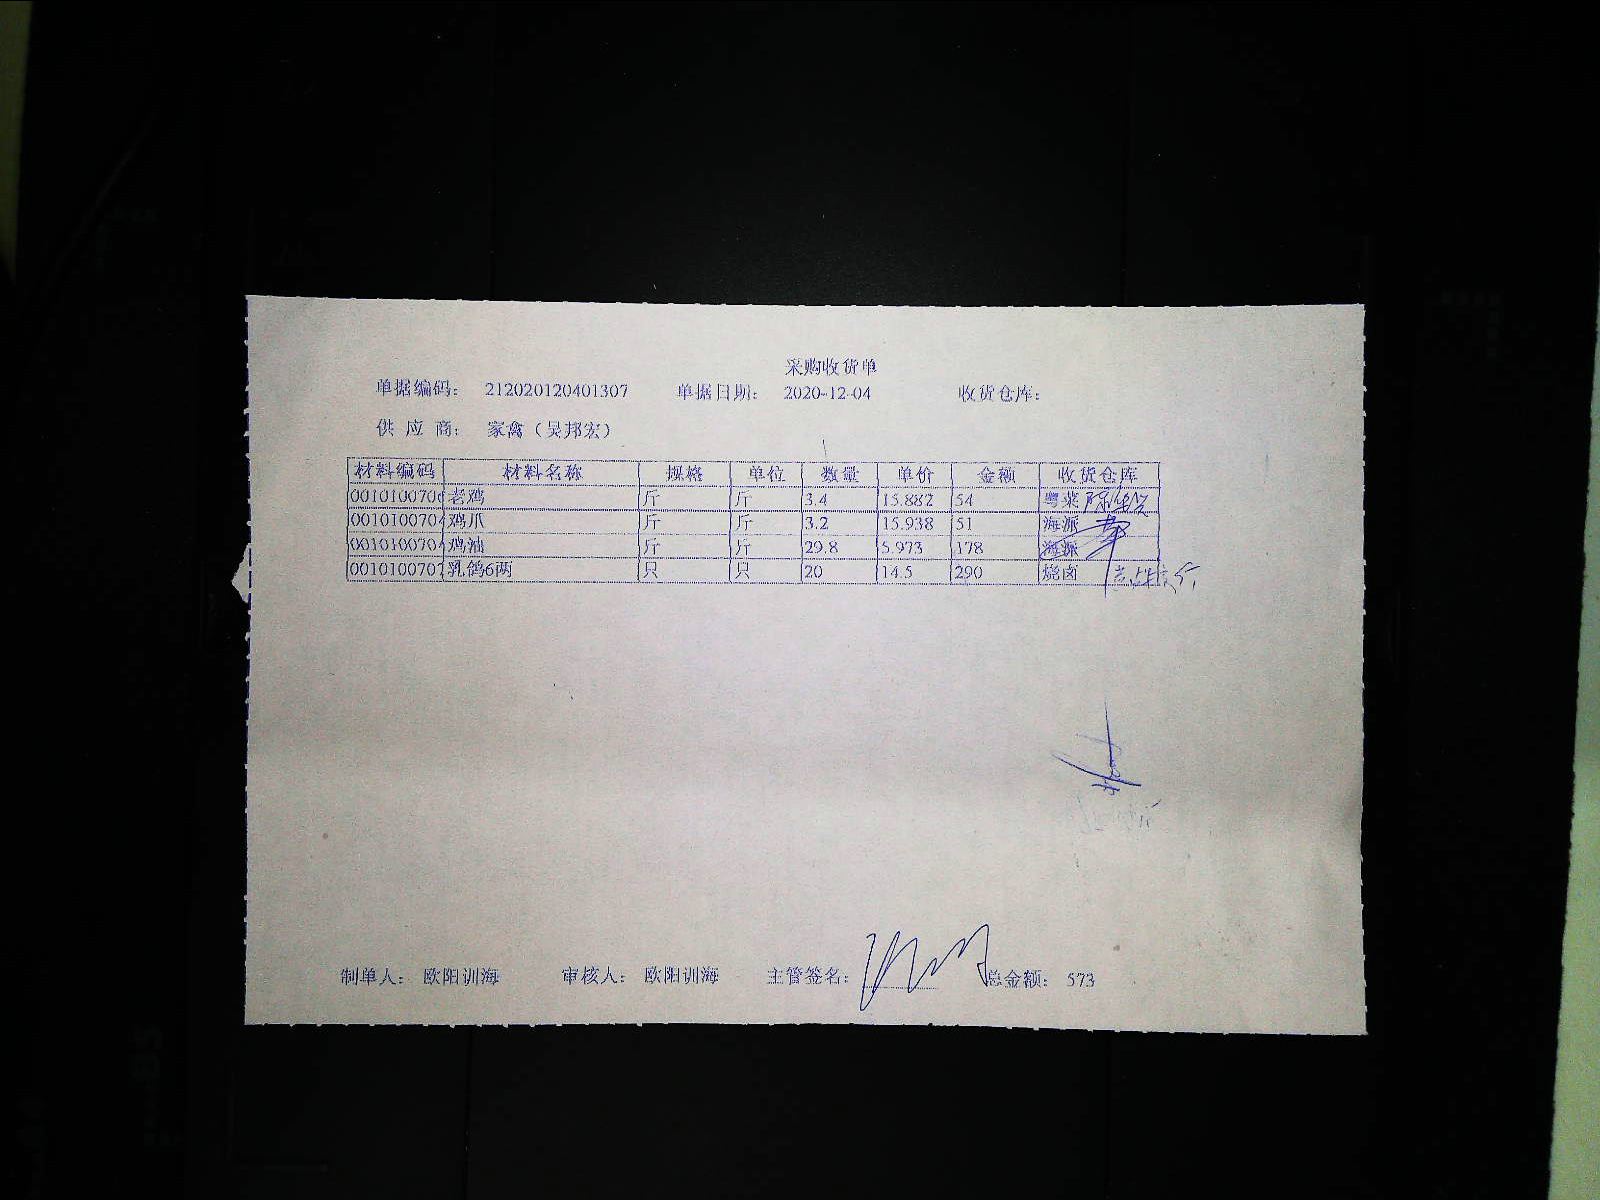 采购收货单
单据编码： 212020120401307 单据日期： 2020-12-04 收货仓库：
供 应 商： 家禽（吴邦宏）
材料编码 材料名称 规格 单位 数量 单价 金额 收货仓库
0010100700 老鸡 斤 斤 3.4 15.882 54 粤菜
001010070 鸡爪 斤 斤 3.2 15.938 51 海派
001010070 鸡油 斤 斤 29.8 5.973 178 海派
0010100707 乳鸽6两 只 只 20 14.5 290 烧卤
制单人： 欧阳训海 审核人： 欧阳训海 主管签名： 总金额： 573